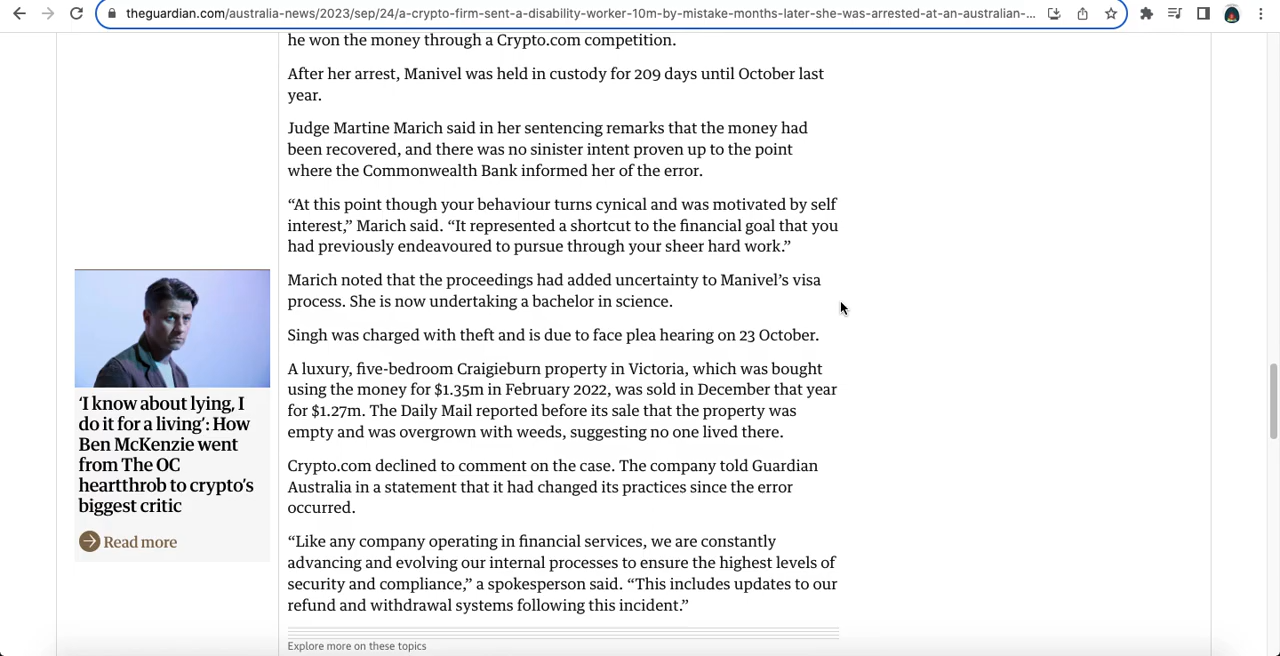 theguardian.com/australia-news/2023/sep/24/a-crypto-firm-sent-a-disability-worker-10m-by-mistake-months-later-she-was-arrested-at-an-australian-...
he won the money through a Crypto.com competition.
After her arrest, Manivel was held in custody for 209 days until October last
year.
Judge Martine Marich said in her sentencing remarks that the money had
been recovered, and there was no sinister intent proven up to the point
where the Commonwealth Bank informed her of the error.
“At this point though your behaviour turns cynical and was motivated by self
interest,” Marich said. “It represented a shortcut to the financial goal that you
had previously endeavoured to pursue through your sheer hard work.”
Marich noted that the proceedings had added uncertainty to Manivel’s visa
process. She is now undertaking a bachelor in science.
Singh was charged with theft and is due to face plea hearing on 23 October.
A luxury, five-bedroom Craigieburn property in Victoria, which was bought
using the money for $1.35m in February 2022, was sold in December that year
for $1.27m. The Daily Mail reported before its sale that the property was
empty and was overgrown with weeds, suggesting no one lived there.
Crypto.com declined to comment on the case. The company told Guardian
Australia in a statement that it had changed its practices since the error
occurred.
“Like any company operating in financial services, we are constantly
advancing and evolving our internal processes to ensure the highest levels of
security and compliance,” a spokesperson said. “This includes updates to our
refund and withdrawal systems following this incident.”
Explore more on these topics
‘I know about lying, I
do it for a living’: How
Ben McKenzie went
from The OC
heartthrob to crypto’s
biggest critic
Read more